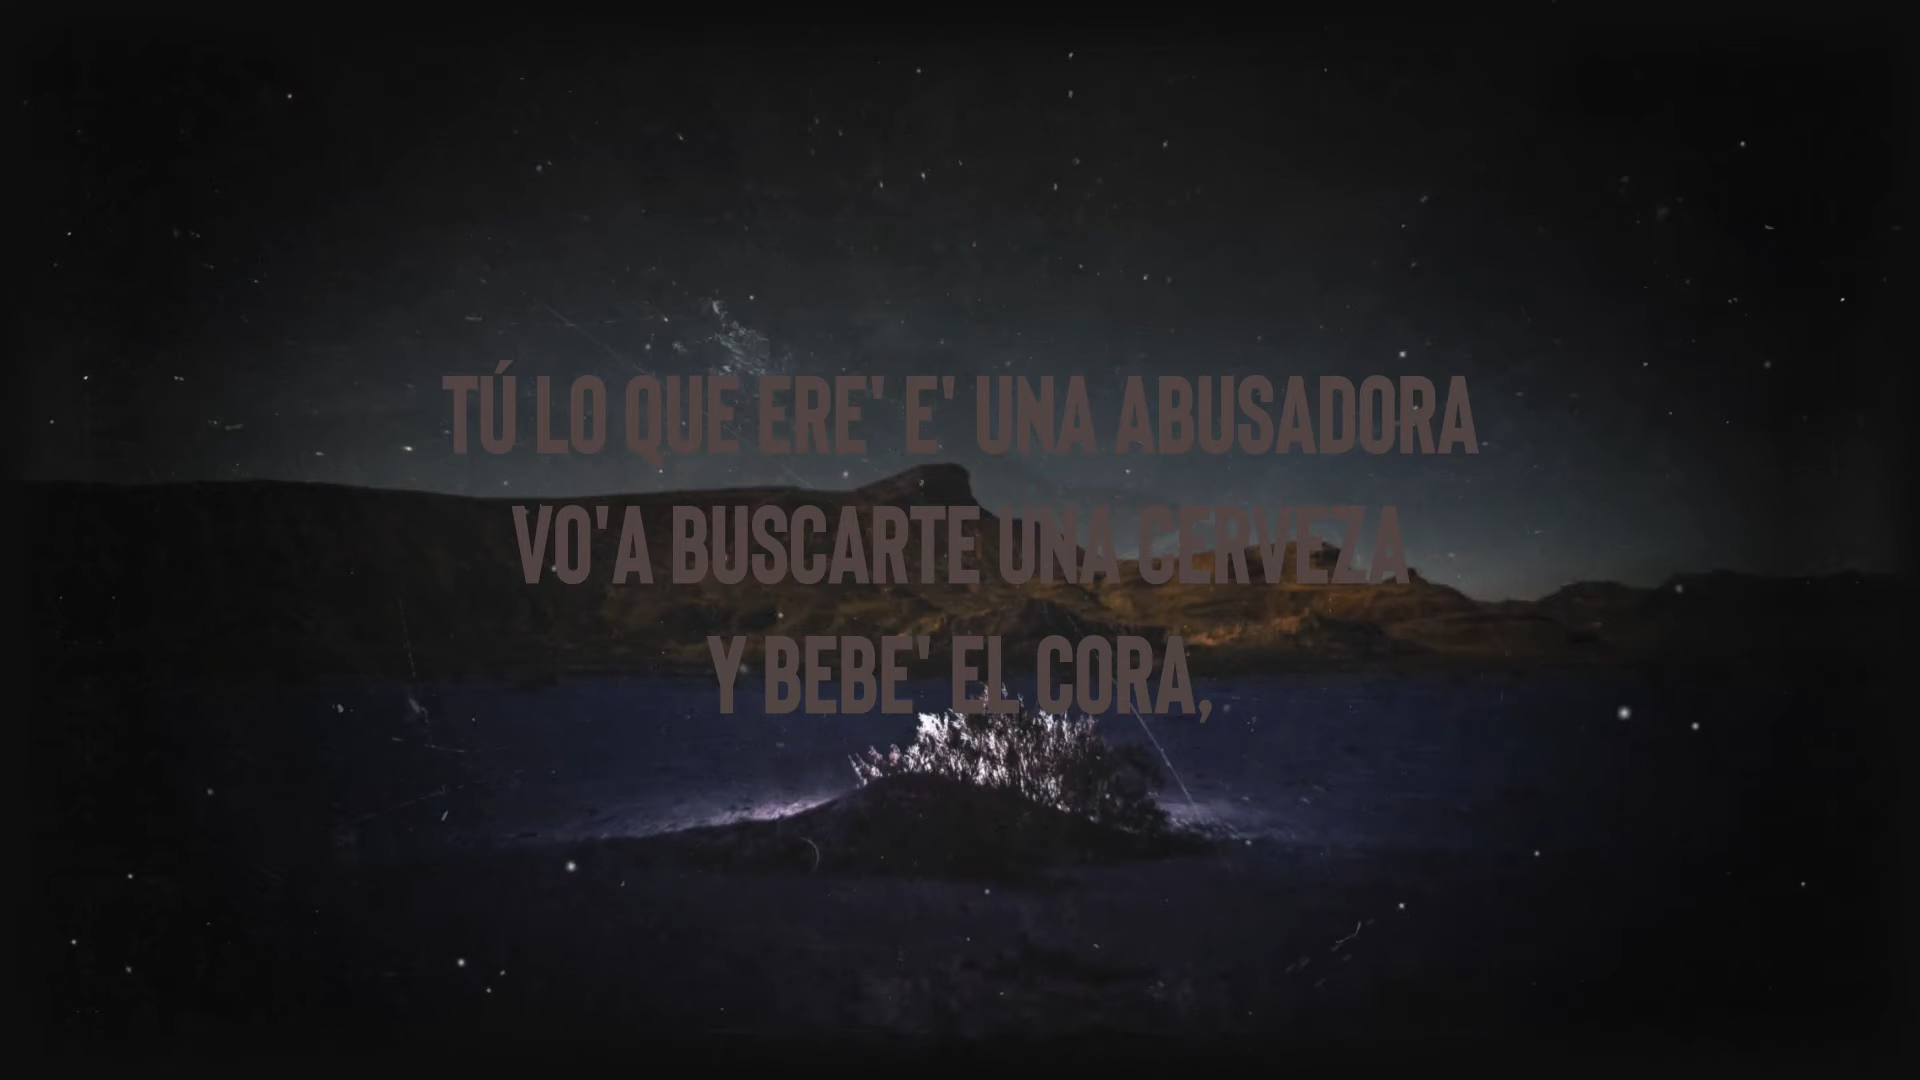 TÚ LO QUE ERE' E' UNA ABUSADORA
VO'A BUSCARTE UNA CERVEZA
Y BEBE' EL CORA,